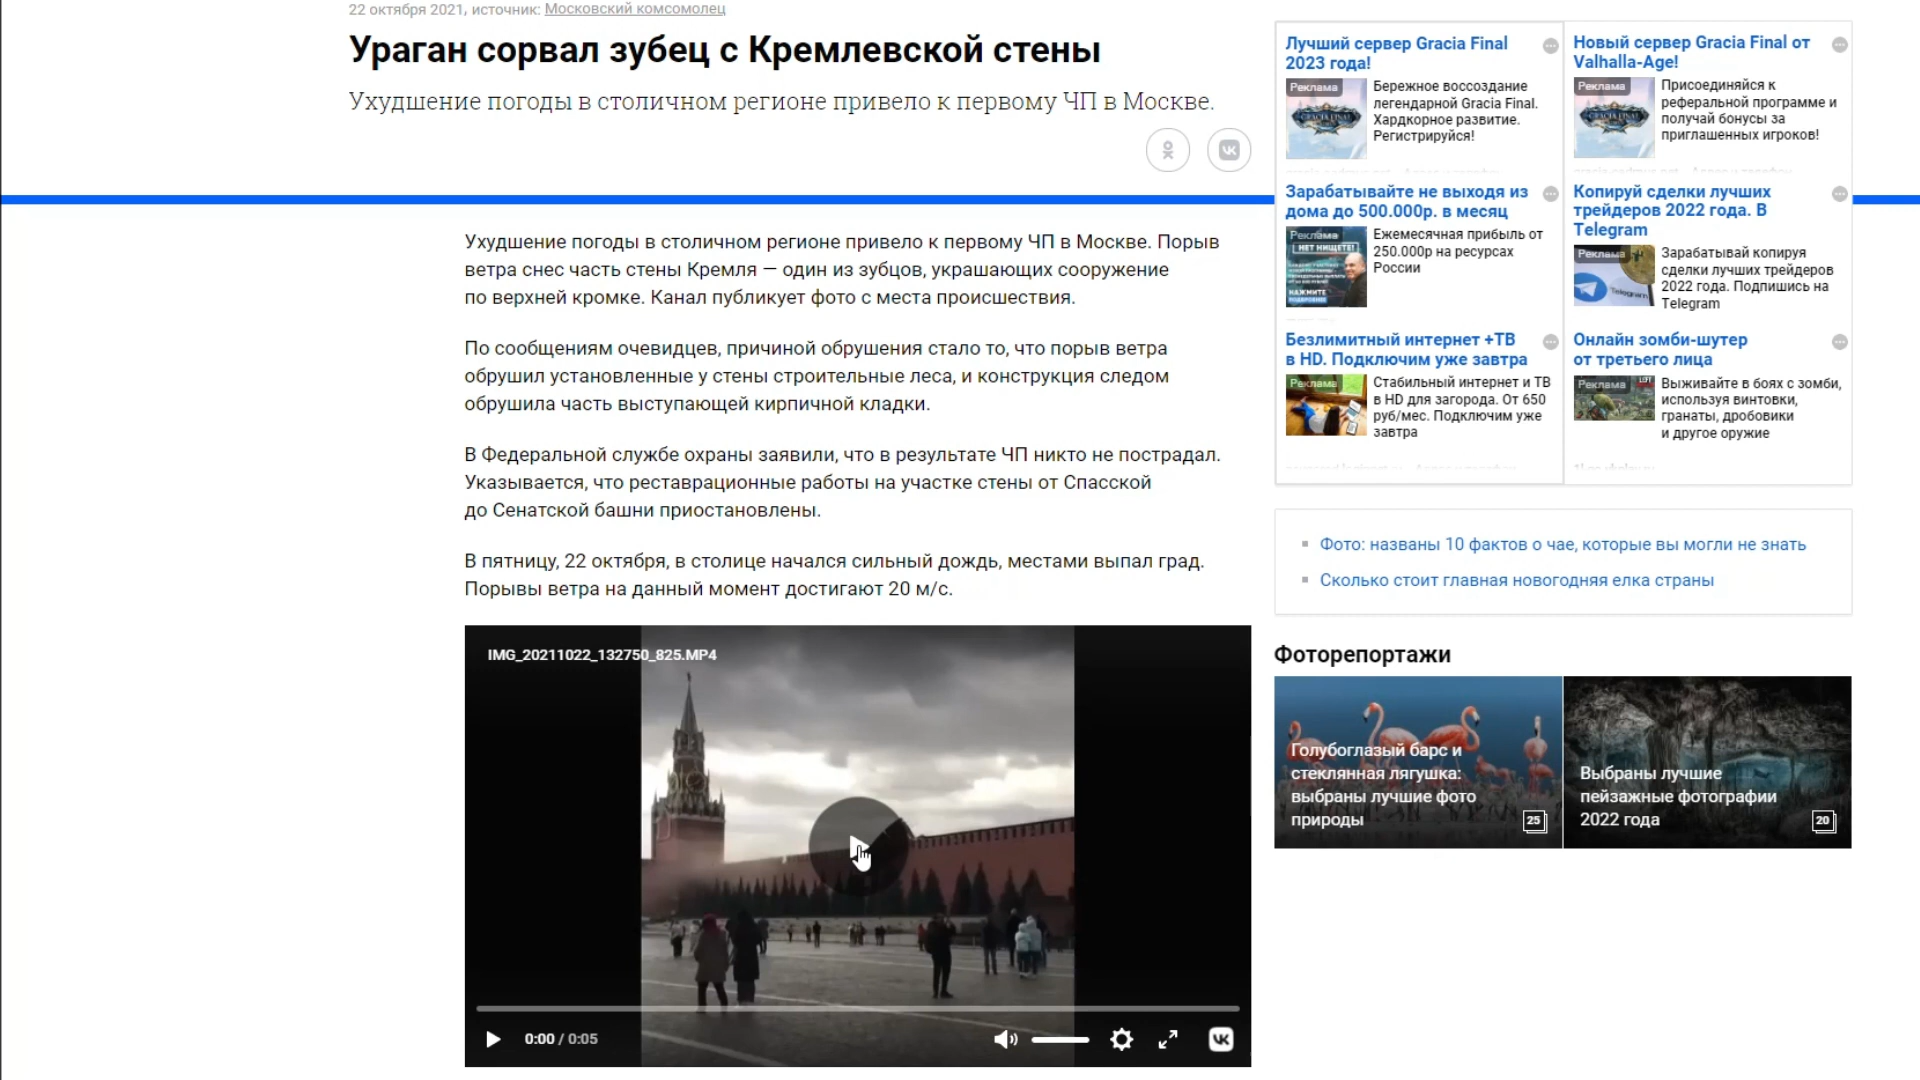 22 октября 2021, источник: Московский комсомолец
Ураган сорвал зубец с Кремлевской стены
Ухудшение погоды в столичном регионе привело к первому ЧП в Москве.
Ухудшение погоды в столичном регионе привело к первому ЧП в Москве. Порыв
ветра снес часть стены Кремля — один из зубцов, украшающих сооружение
по верхней кромке. Канал публикует фото с места происшествия.
По сообщениям очевидцев, причиной обрушения стало то, что порыв ветра
обрушил установленные у стены строительные леса, и конструкция следом
обрушила часть выступающей кирпичной кладки.
В Федеральной службе охраны заявили, что в результате ЧП никто не пострадал.
Указывается, что реставрационные работы на участке стены от Спасской
до Сенатской башни приостановлены.
В пятницу, 22 октября, в столице начался сильный дождь, местами выпал град.
Порывы ветра на данный момент достигают 20 м/с.
IMG_20211022_132750_825.MP4
0:00 / 0:05
Лучший сервер Gracia Final
2023 года!
Реклама
GRACIA FINAL
Бережное воссоздание
легендарной Gracia Final.
Хардкорное развитие.
Регистрируйся!
Новый сервер Gracia Final от
Valhalla-Age!
Реклама
GRACIA FINAL
Присоединяйся к
реферальной программе и
получай бонусы за
приглашенных игроков!
Зарабатывайте не выходя из
дома до 500.000р. в месяц
Реклама
НЕТ НИЩЕТЕ!
НАЖМИТЕ
Ежемесячная прибыль от
250.000р на ресурсах
России
Копируй сделки лучших
трейдеров 2022 года. В
Telegram
Реклама
Telegram
Зарабатывай копируя
сделки лучших трейдеров
2022 года. Подпишись на
Telegram
Безлимитный интернет +ТВ
в HD. Подключим уже завтра
Реклама
Стабильный интернет и ТВ
в HD для загорода. От 650
руб/мес. Подключим уже
завтра
Онлайн зомби-шутер
от третьего лица
Реклама
Выживайте в боях с зомби,
используя винтовки,
гранаты, дробовики
и другое оружие
Фото: названы 10 фактов о чае, которые вы могли не знать
Сколько стоит главная новогодняя елка страны
Фоторепортажи
Голубоглазый барс и
стеклянная лягушка:
выбраны лучшие фото
природы
25
Выбраны лучшие
пейзажные фотографии
2022 года
20